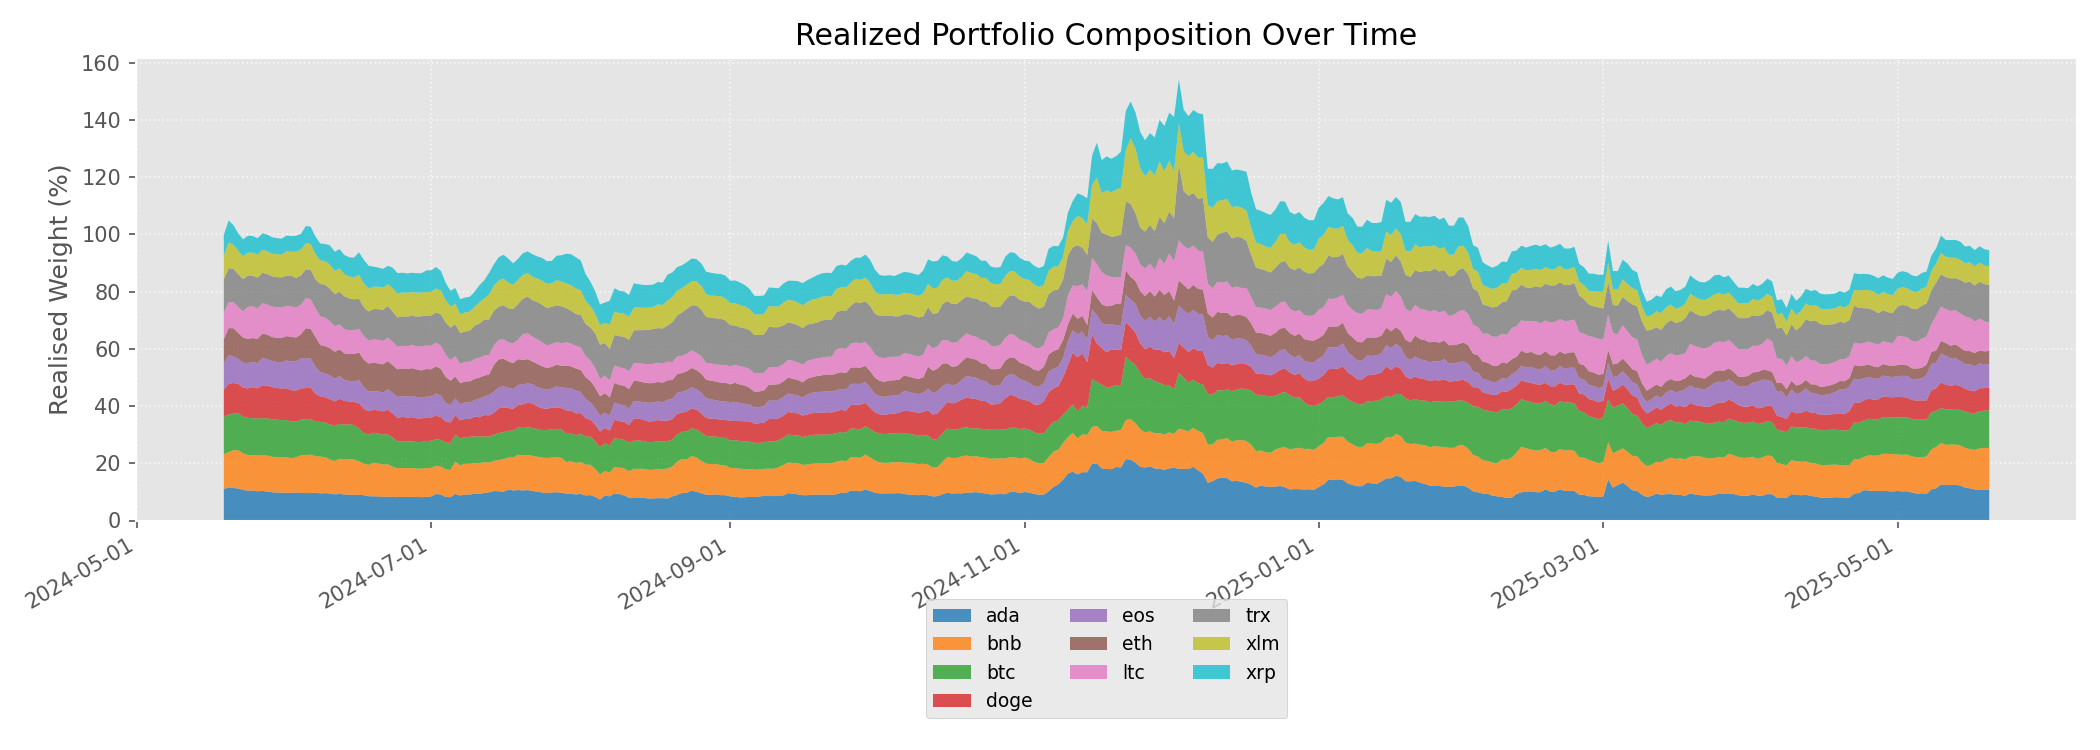 Realized Portfolio Composition Over Time
Realised Weight (%)
160
140
120
100
80
60
40
20
0
2024-05-01
2024-07-01
2024-09-01
2024-11-01
2025-01-01
2025-03-01
2025-05-01
ada
bnb
btc
doge
eos
eth
ltc
trx
xlm
xrp